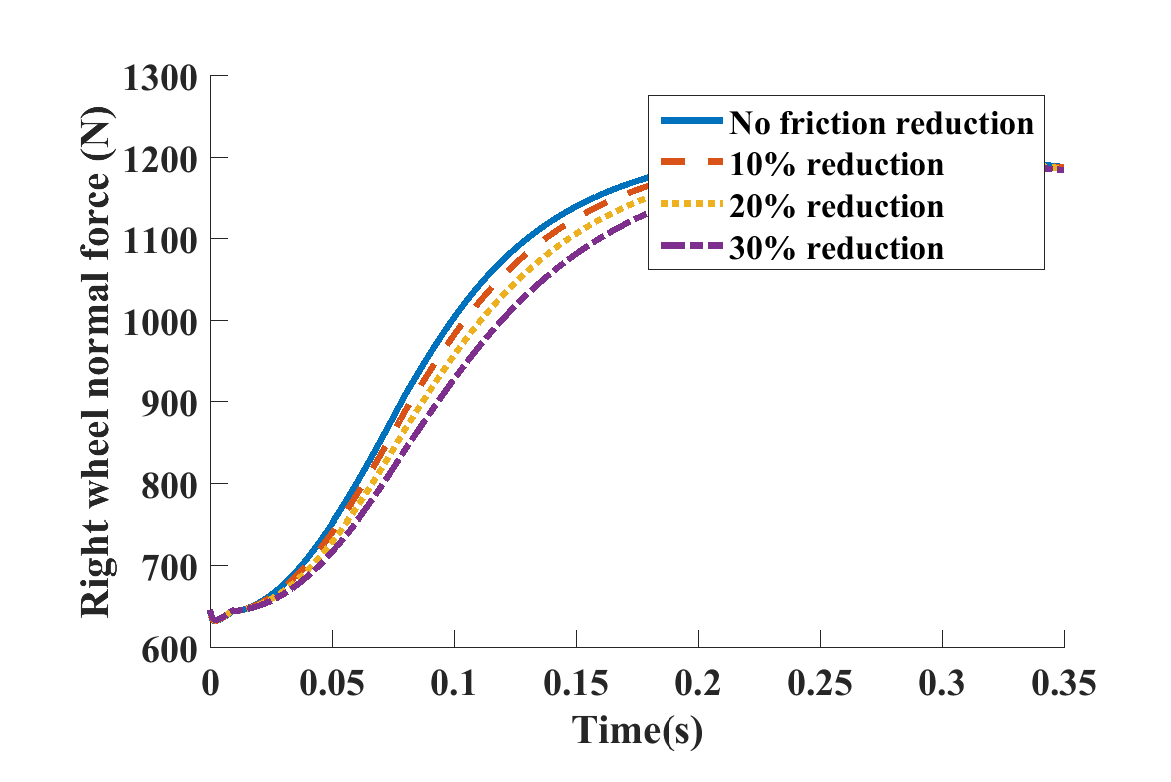 1300
1200
1100
1000
900
800
700
600
Right wheel normal force (N)
No friction reduction
10% reduction
20% reduction
30% reduction
0 0.05 0.1 0.15 0.2 0.25 0.3 0.35
Time(s)